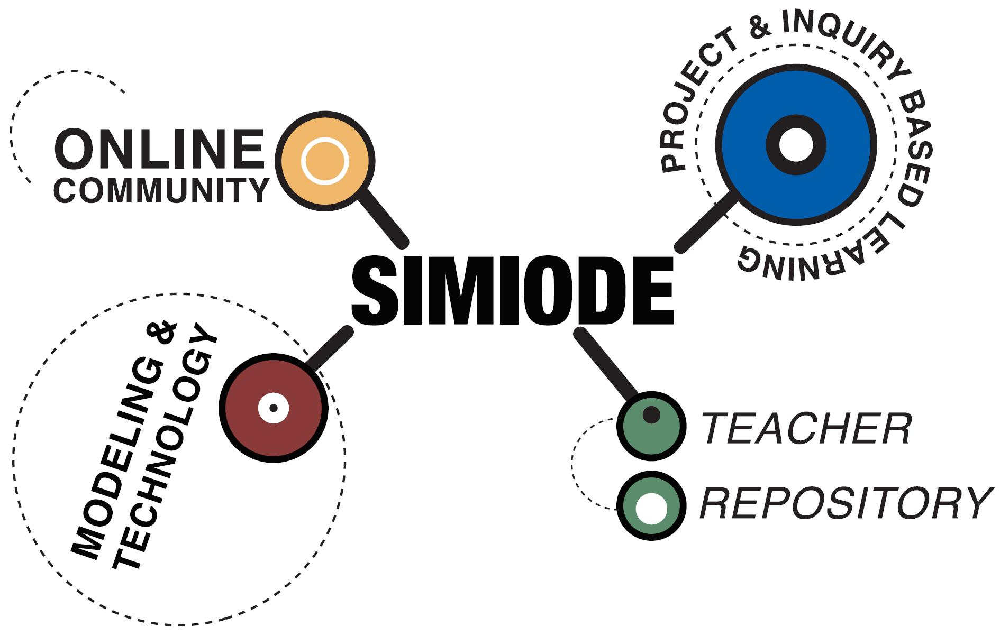 PROJECT & INQUIRY BASED LEARNING
ONLINE
COMMUNITY
SIMIODE
MODELING &
TECHNOLOGY
TEACHER
REPOSITORY